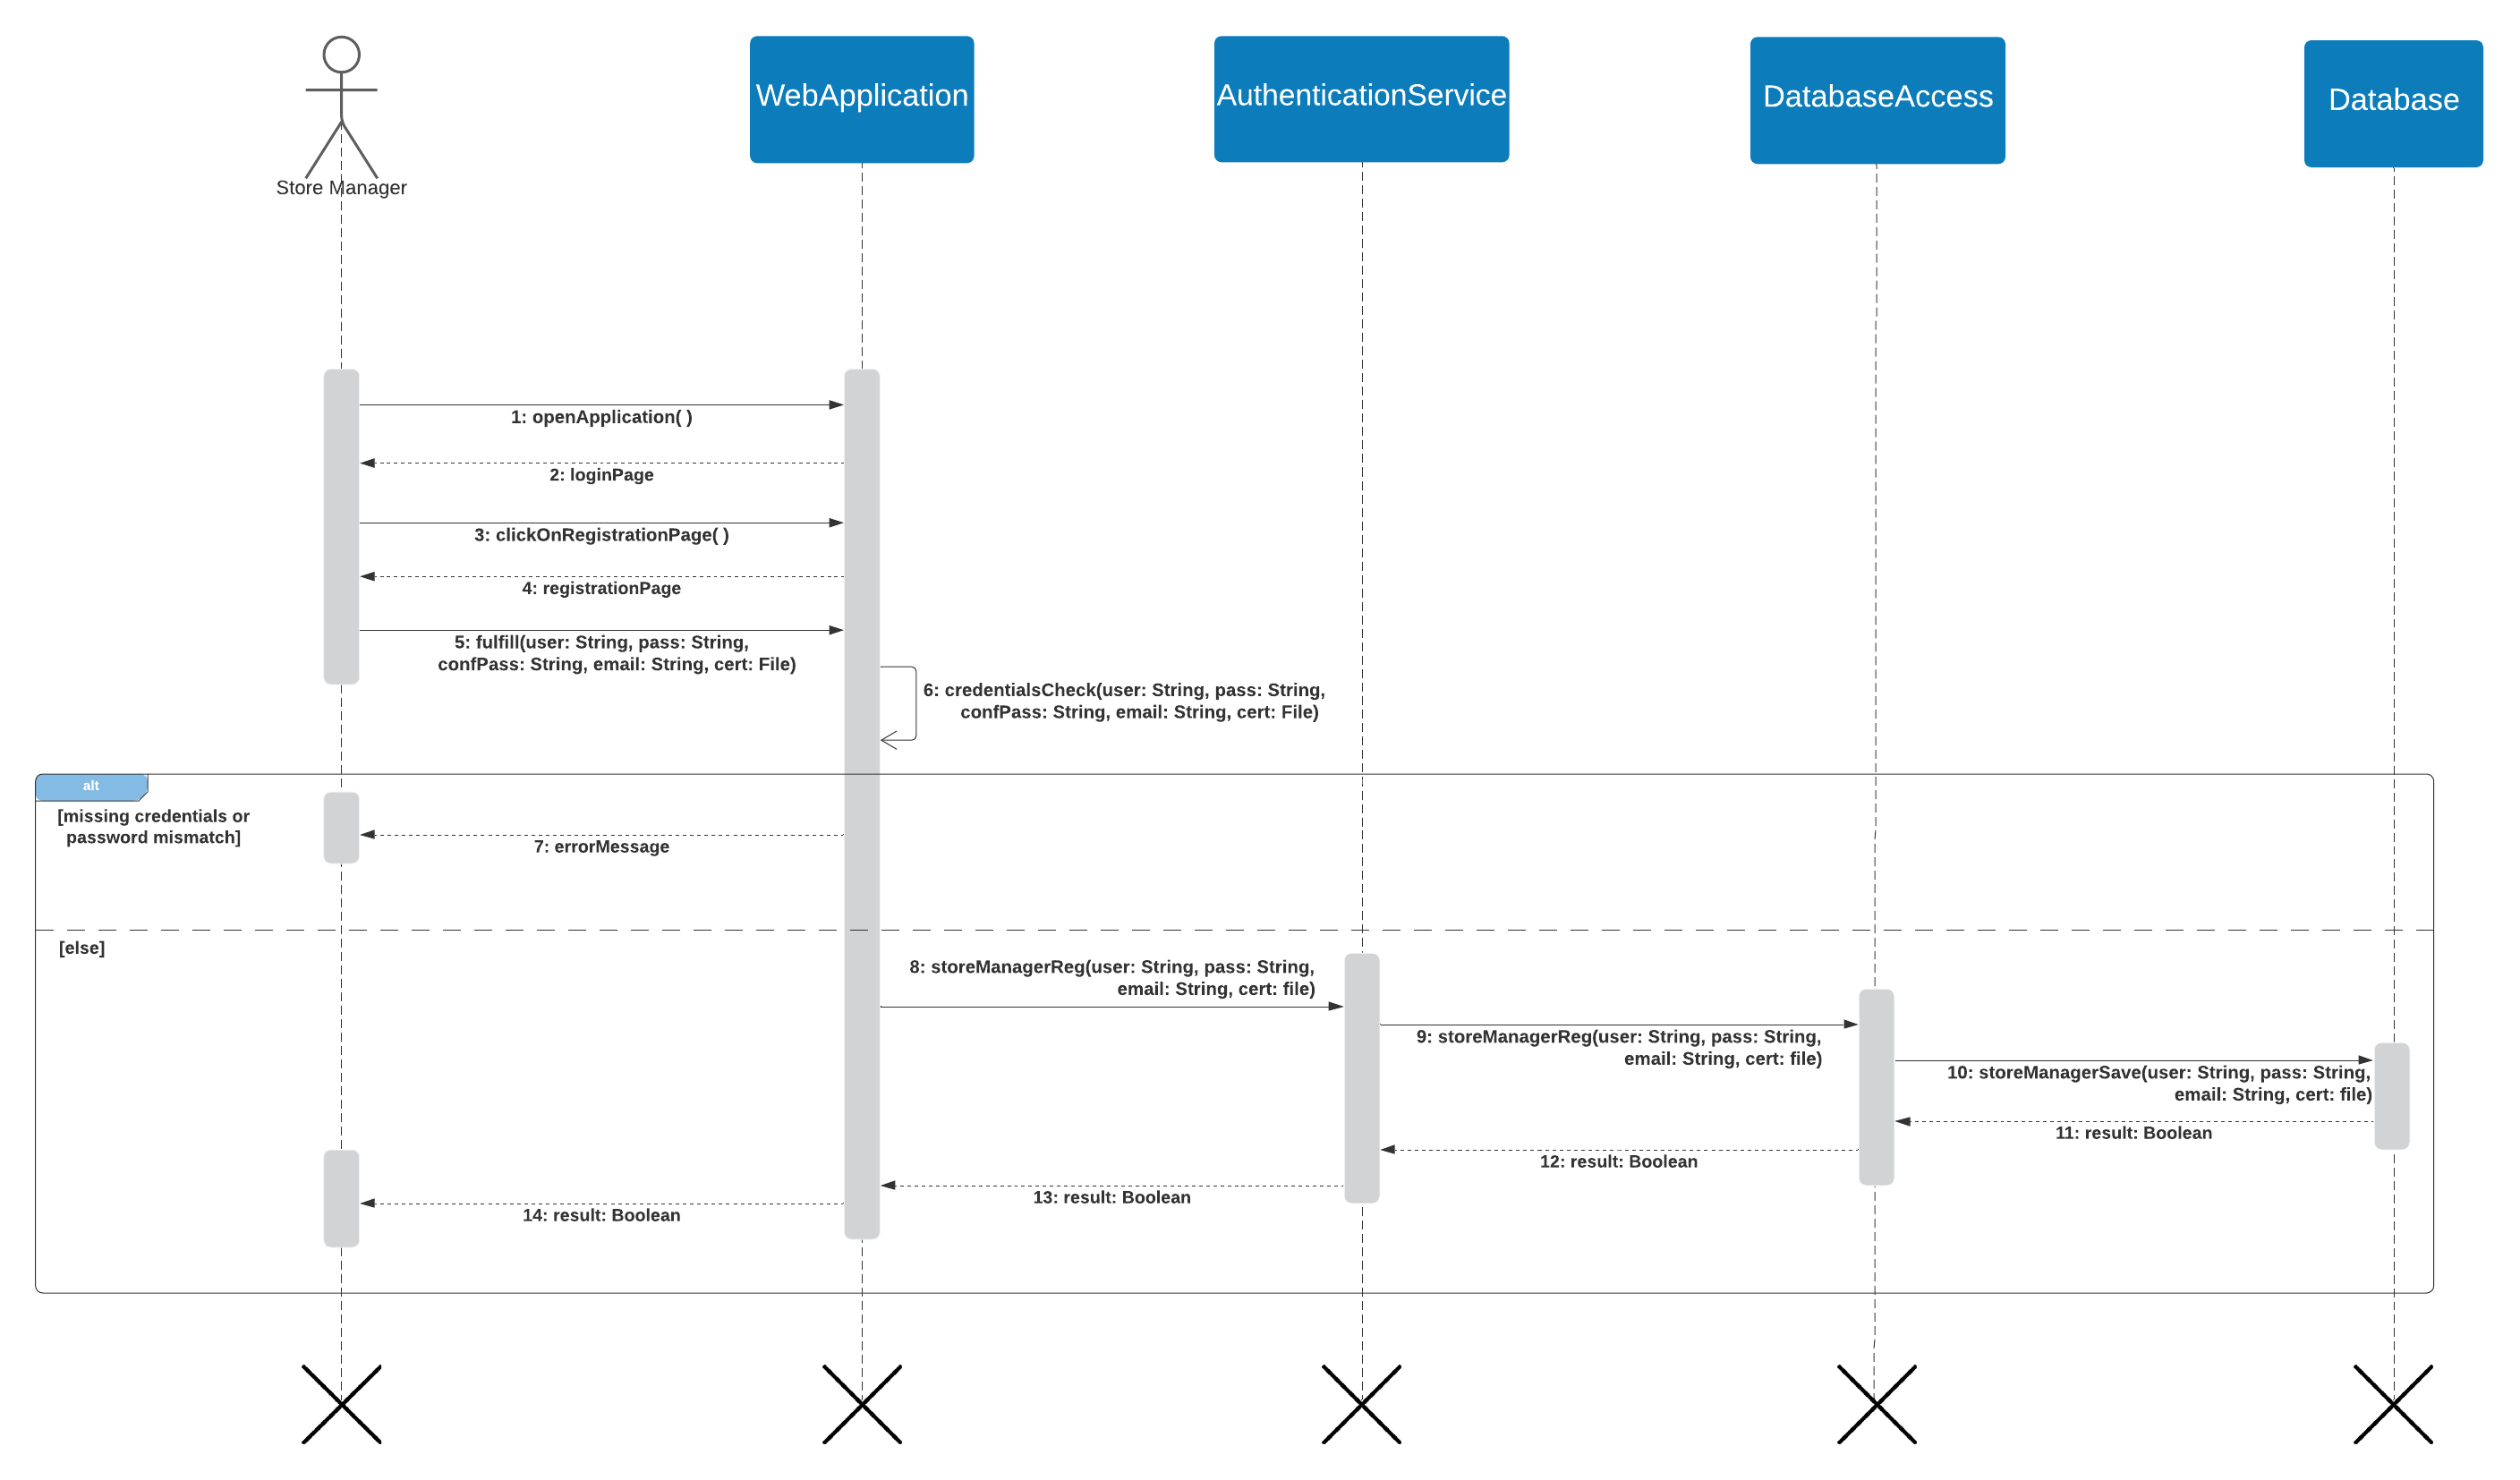 WebApplication
AuthenticationService
DatabaseAccess
Database
Store Manager
1: openApplication( )
2: loginPage
3: clickOnRegistrationPage( )
4: registrationPage
5: fulfill(user: String, pass: String,
confPass: String, email: String, cert: File)
6: credentialsCheck(user: String, pass: String,
confPass: String, email: String, cert: File)
alt
[missing credentials or
password mismatch]
7: errorMessage
[else]
8: storeManagerReg(user: String, pass: String,
email: String, cert: file)
9: storeManagerReg(user: String, pass: String,
email: String, cert: file)
10: storeManagerSave(user: String, pass: String,
email: String, cert: file)
11: result: Boolean
12: result: Boolean
13: result: Boolean
14: result: Boolean